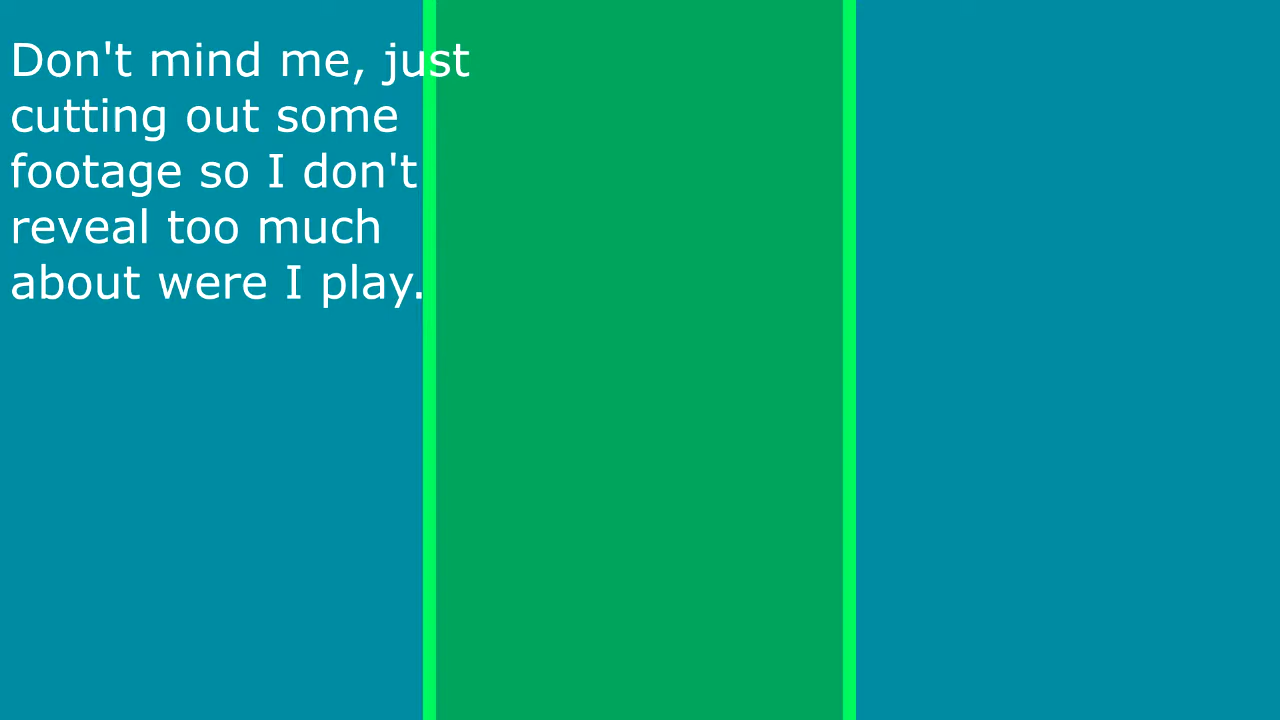 Don't mind me, just
cutting out some
footage so I don't
reveal too much
about were I play.